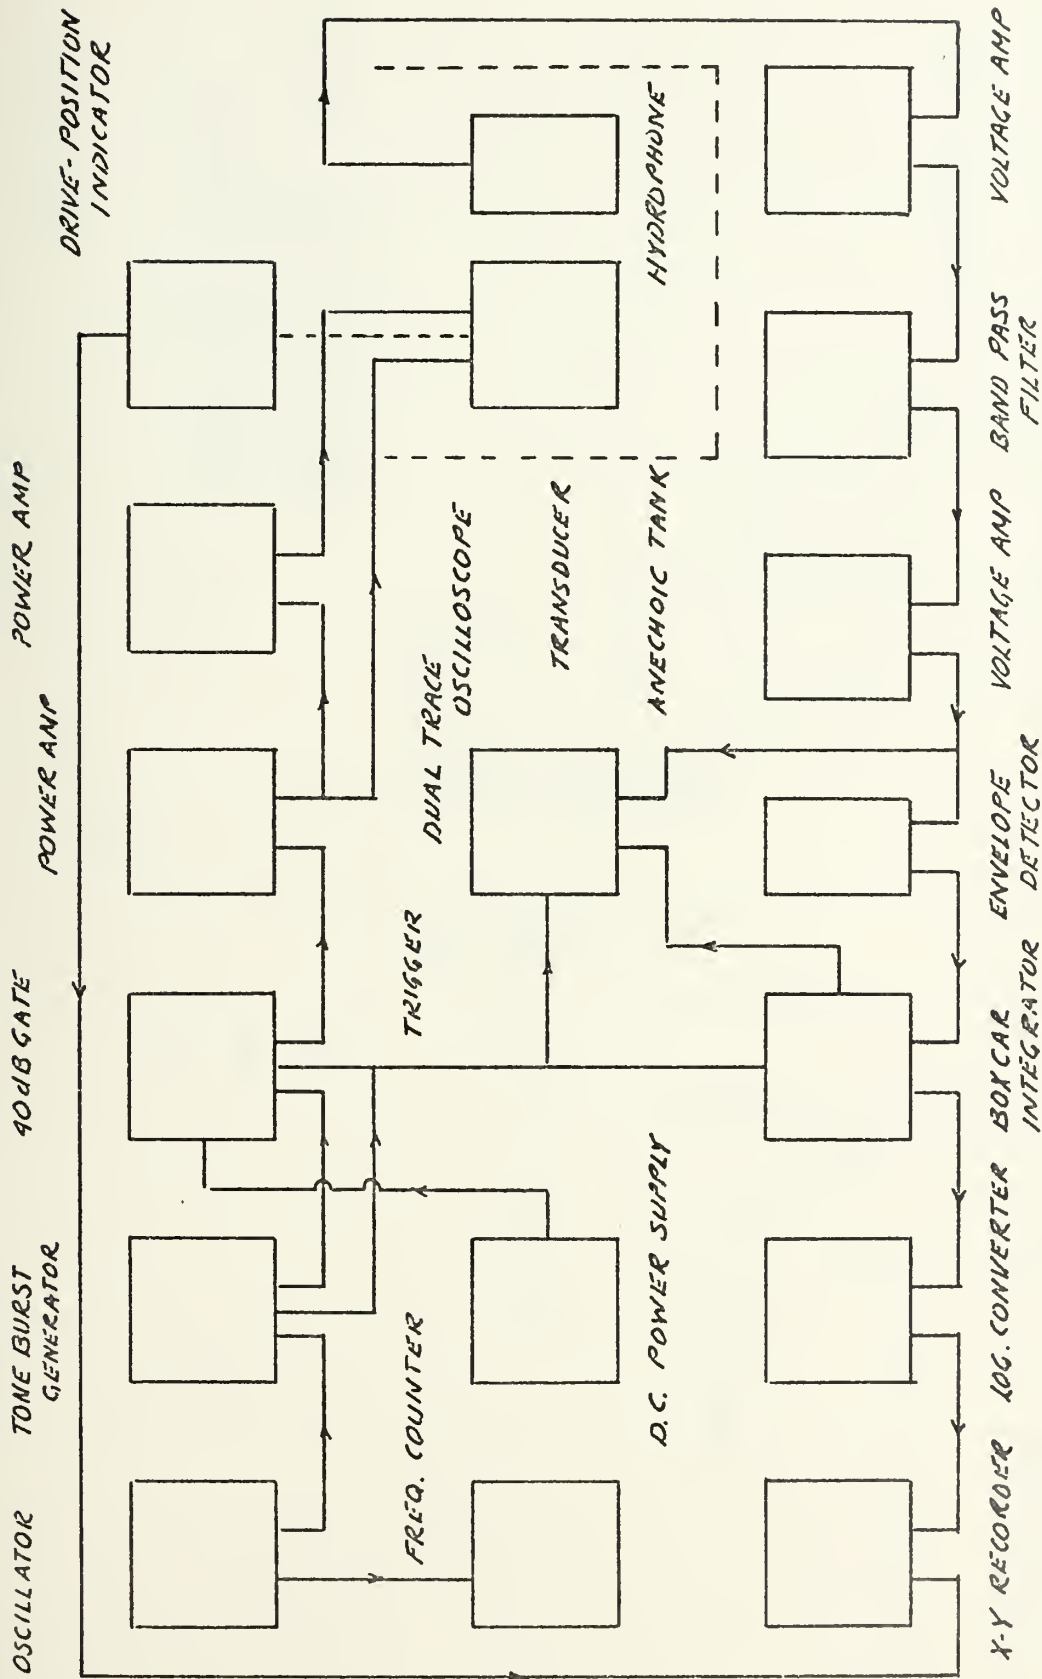 OSCILLATOR
TONE BURST
GENERATOR
40 dB GATE
POWER AMP
POWER AMP
DRIVE-POSITION
INDICATOR
FREQ. COUNTER
TRIGGER
DUAL TRACE
OSCILLOSCOPE
D.C. POWER SUPPLY
TRANSDUCER
HYDROPHONE
ANECHOIC TANK
X-Y RECORDER
LOG. CONVERTER
BOXCAR
INTEGRATOR
ENVELOPE
DETECTOR
VOLTAGE AMP
BAND PASS
FILTER
VOLTAGE AMP